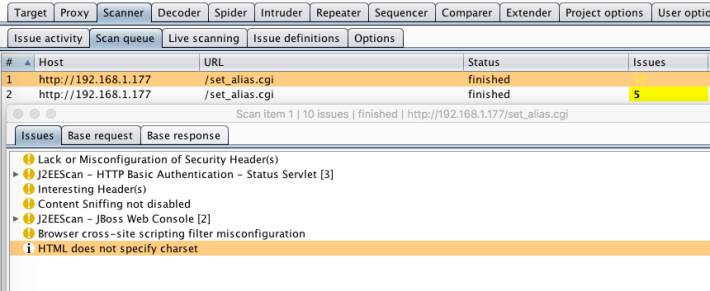 Target Proxy Scanner Decoder Spider Intruder Repeater Sequencer Comparer Extender Project options User optio
Issue activity Scan queue Live scanning Issue definitions Options
# Host URL Status Issues
1 http://192.168.1.177 /set_alias.cgi finished 10
2 http://192.168.1.177 /set_alias.cgi finished 5
Scan item 1 | 10 issues | finished | http://192.168.1.177/set_alias.cgi
Issues Base request Base response
Lack or Misconfiguration of Security Header(s)
J2EEScan - HTTP Basic Authentication - Status Servlet [3]
Interesting Header(s)
Content Sniffing not disabled
J2EEScan - JBoss Web Console [2]
Browser cross-site scripting filter misconfiguration
HTML does not specify charset